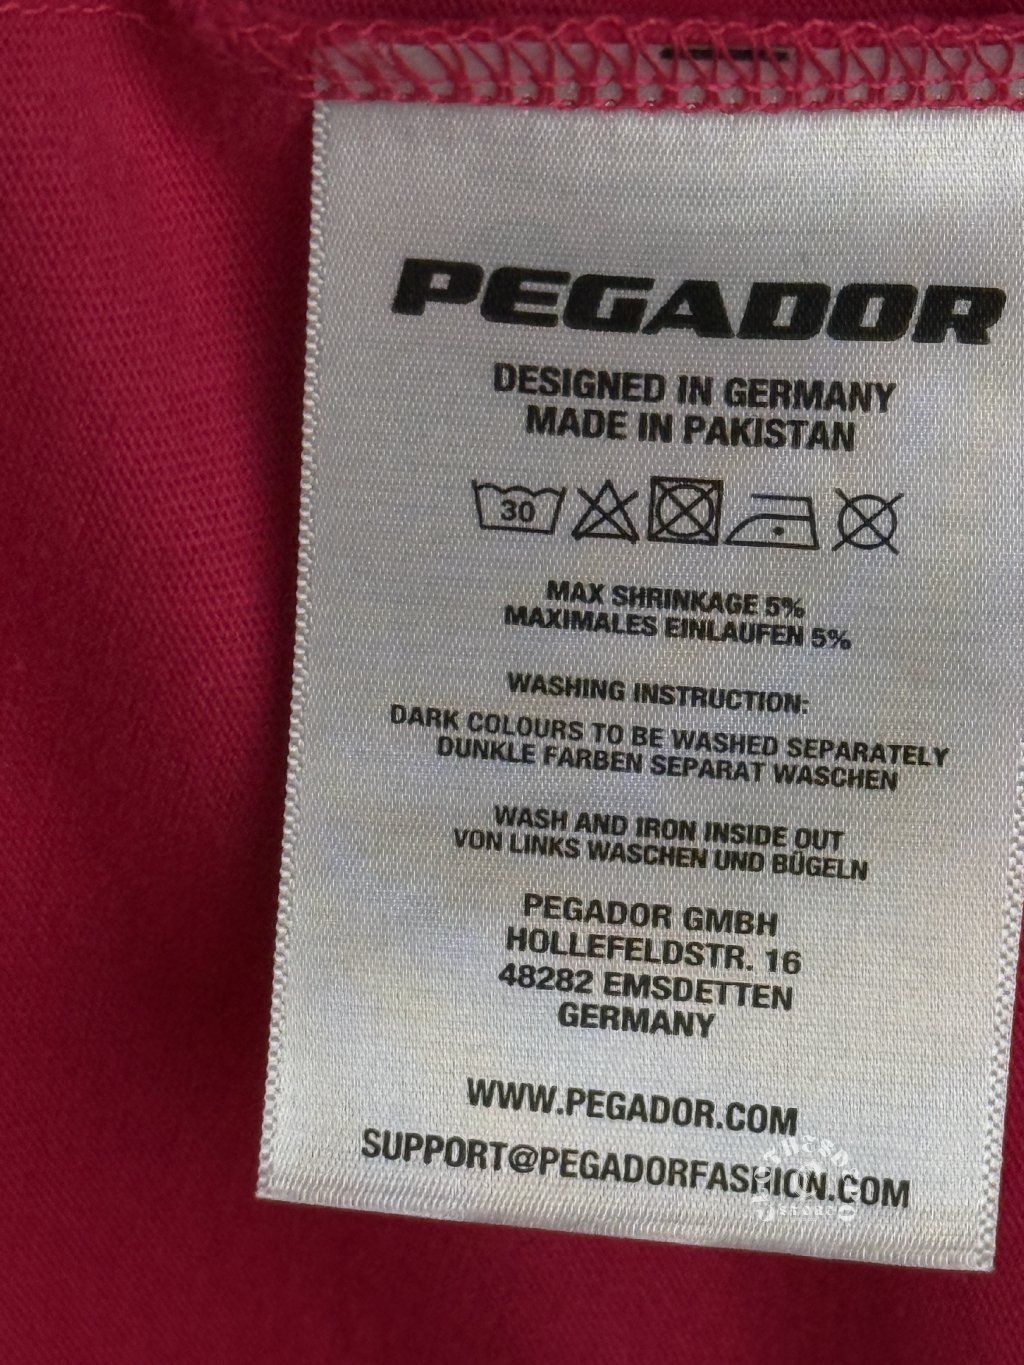 PEGADOR
DESIGNED IN GERMANY
MADE IN PAKISTAN
30
MAX SHRINKAGE 5%
MAXIMALES EINLAUFEN 5%
WASHING INSTRUCTION:
DARK COLOURS TO BE WASHED SEPARATELY
DUNKLE FARBEN SEPARAT WASCHEN
WASH AND IRON INSIDE OUT
VON LINKS WASCHEN UND BÜGELN
PEGADOR GMBH
HOLLEFELDSTR. 16
48282 EMSDETTEN
GERMANY
WWW.PEGADOR.COM
SUPPORT@PEGADORFASHION.COM
STORE